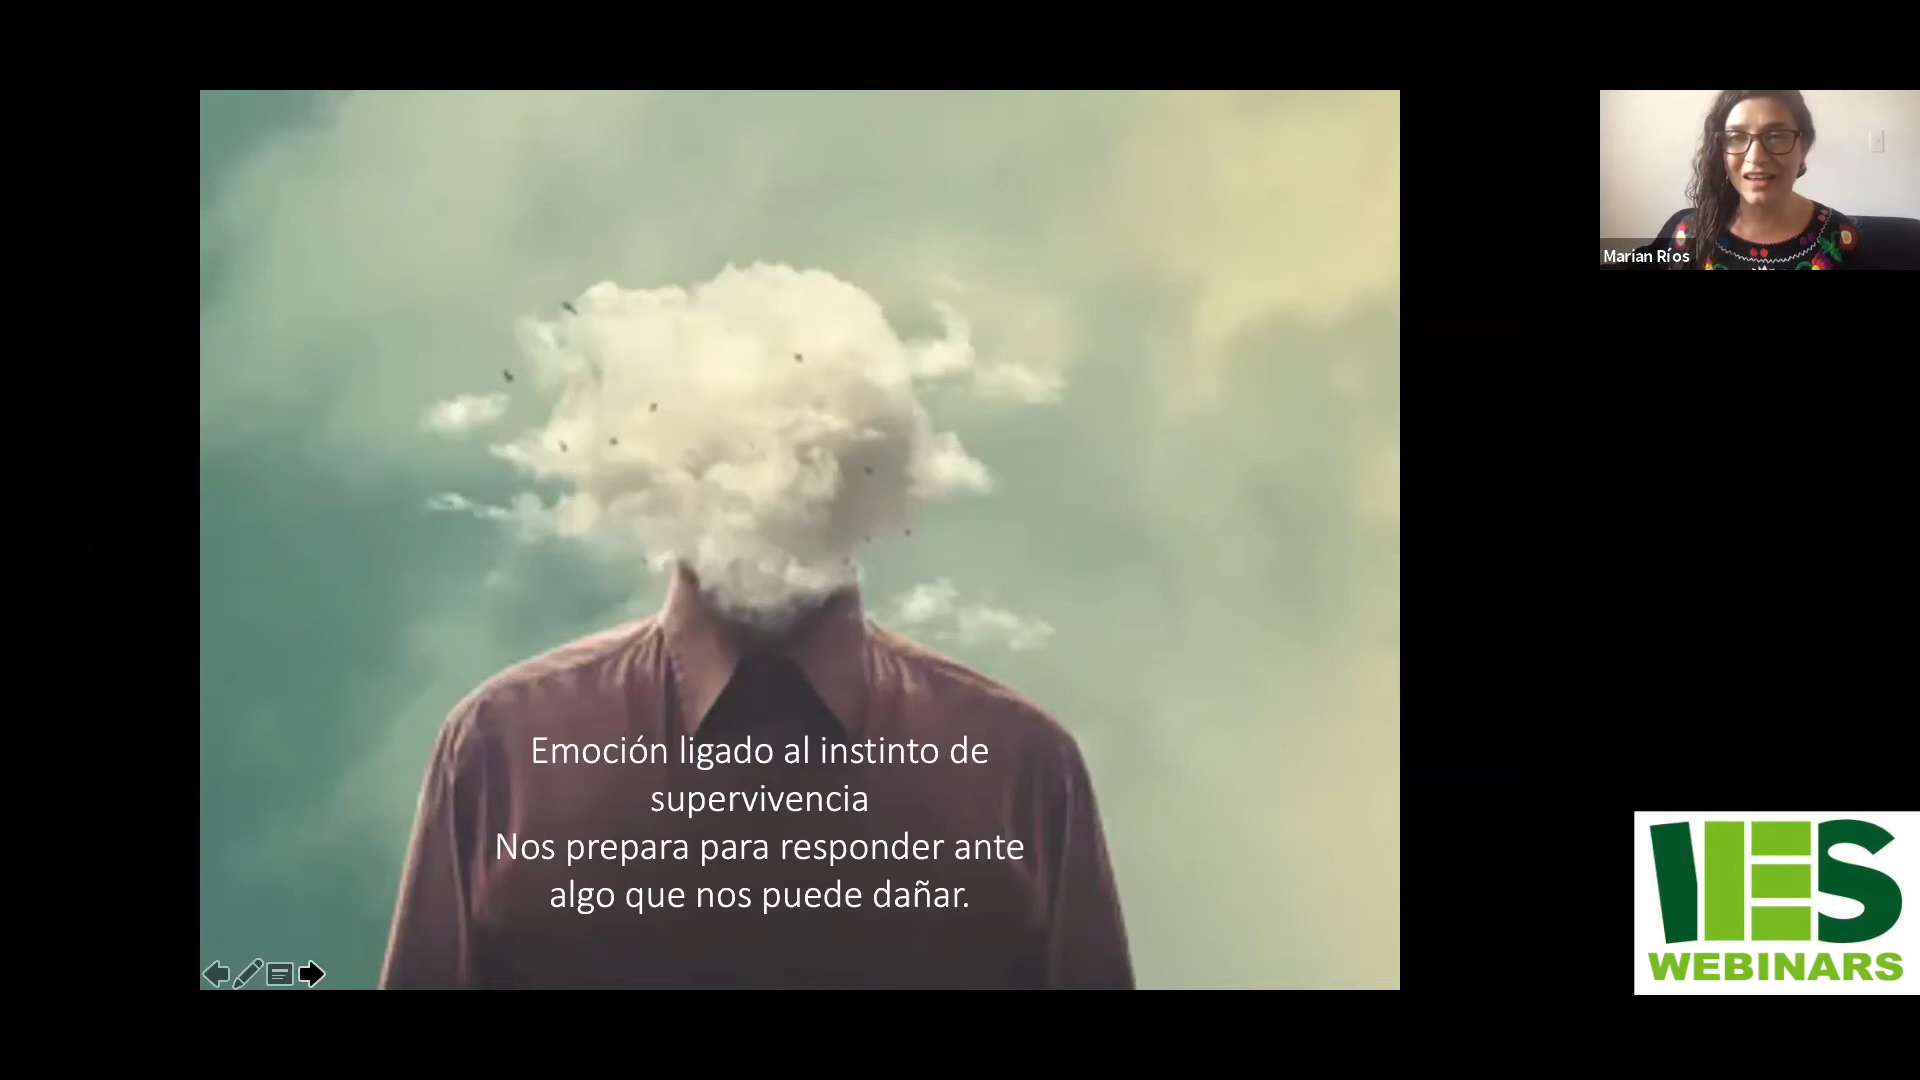 Marian Ríos
Emoción ligado al instinto de
supervivencia
Nos prepara para responder ante
algo que nos puede dañar.
IES
WEBINARS